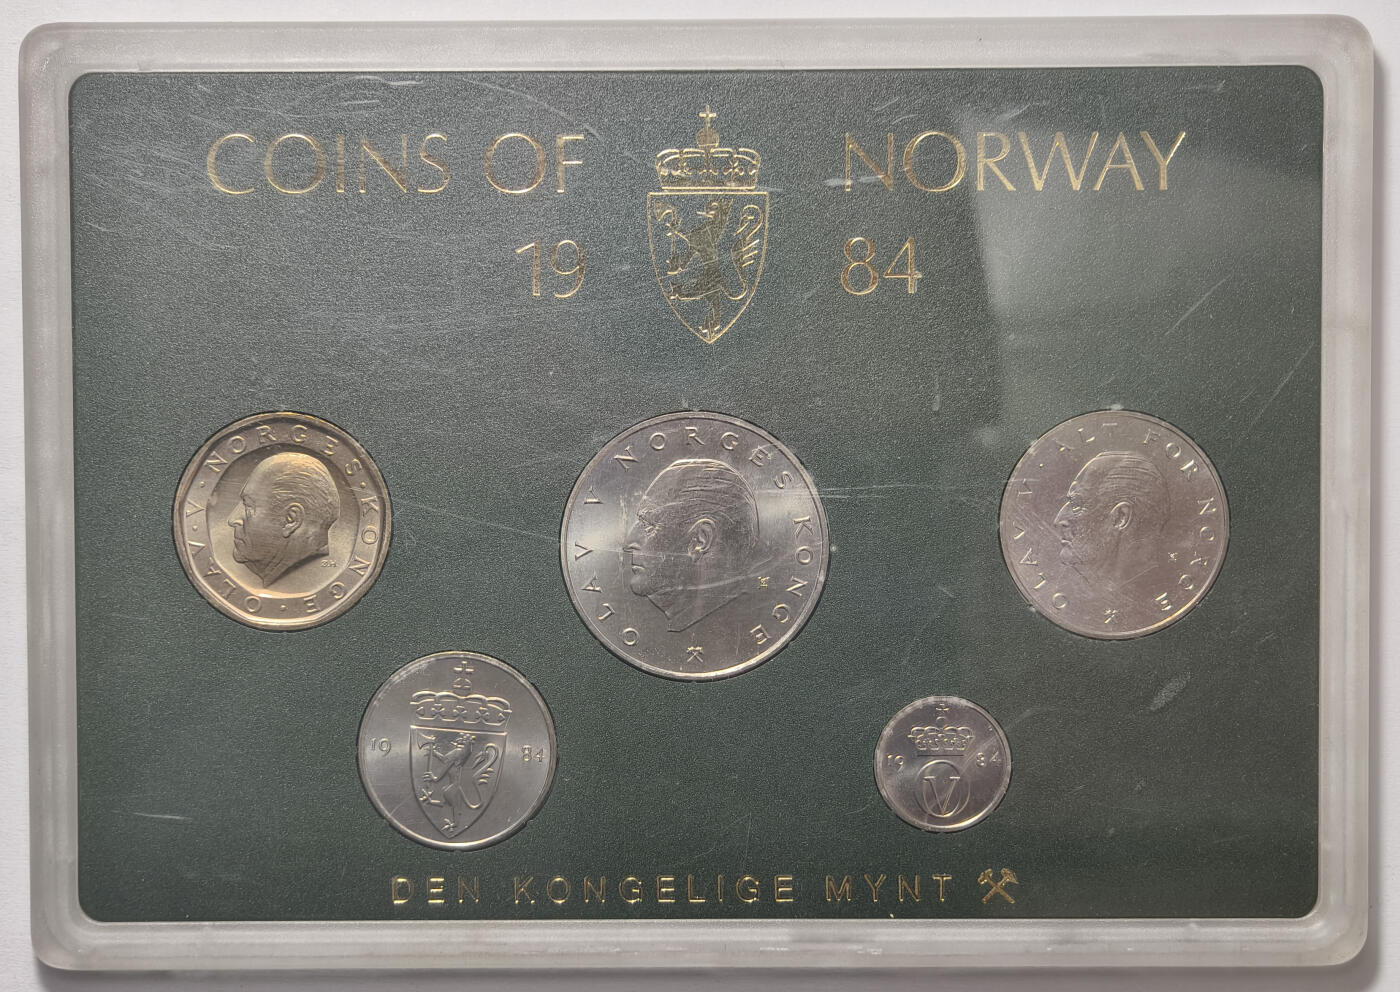 COINS OF NORWAY
19 84
OLAV·V·NORGES·KONGE·
OLAV V NORGES KONGE
OLAV V · ALT FOR NORGE
19 84
19 84
V
DEN KONGELIGE MYNT